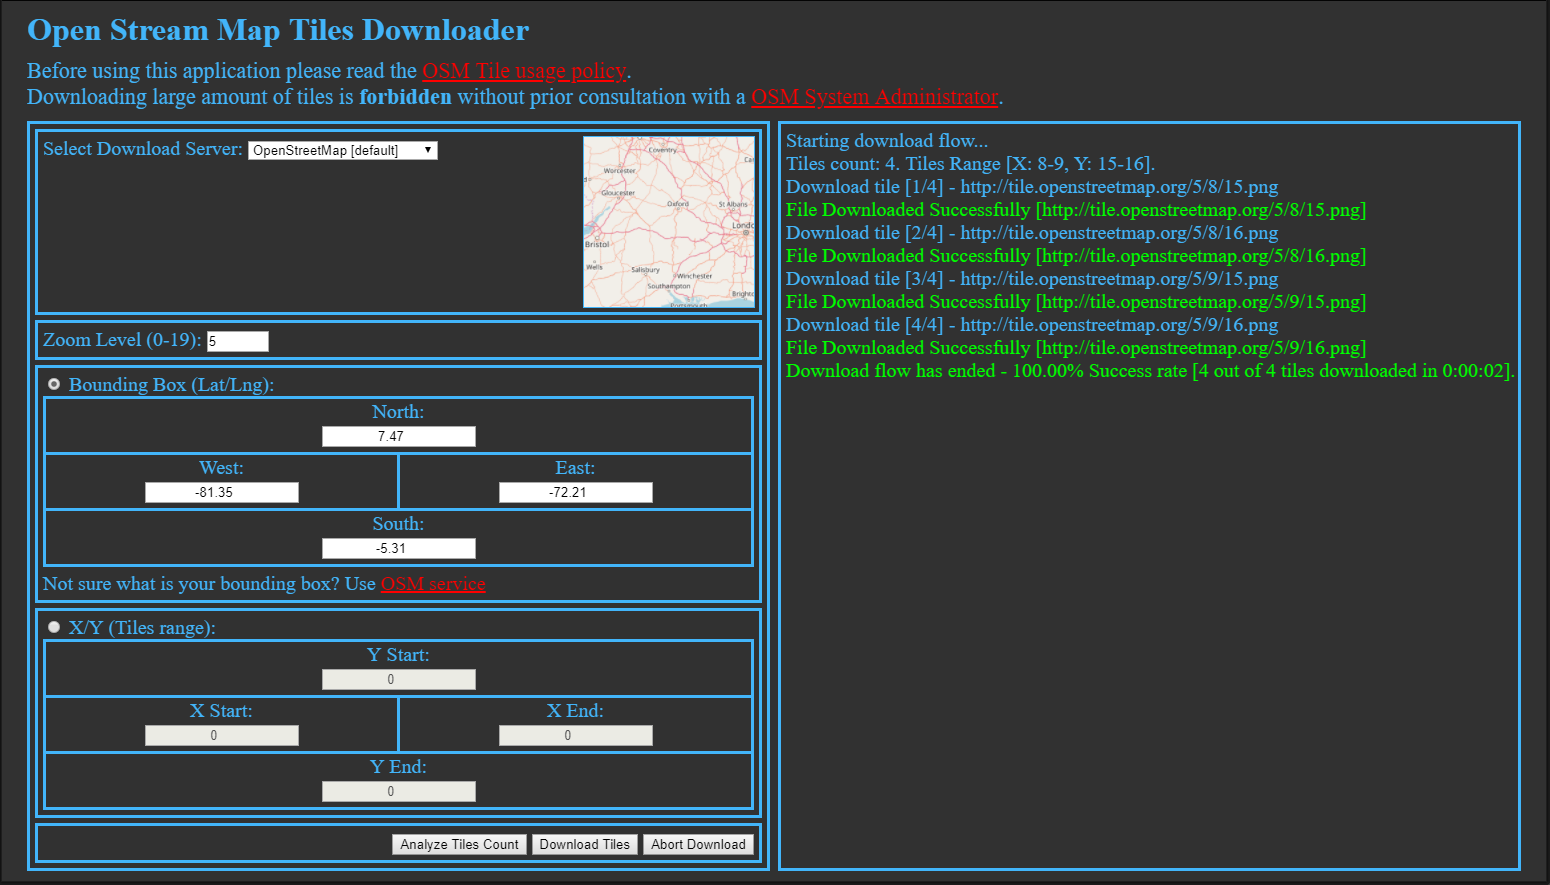 Open Stream Map Tiles Downloader
Before using this application please read the OSM Tile usage policy.
Downloading large amount of tiles is forbidden without prior consultation with a OSM System Administrator.
Select Download Server: OpenStreetMap [default]
Coventry
Worcester
Gloucester
Oxford
St Albans
Bristol
Wells
Salisbury
Winchester
Southampton
Portsmouth
Zoom Level (0-19): 5
Bounding Box (Lat/Lng):
North:
7.47
West: East:
-81.35 -72.21
South:
-5.31
Not sure what is your bounding box? Use OSM service
X/Y (Tiles range):
Y Start:
0
X Start: X End:
0 0
Y End:
0
Analyze Tiles Count Download Tiles Abort Download
Starting download flow...
Tiles count: 4. Tiles Range [X: 8-9, Y: 15-16].
Download tile [1/4] - http://tile.openstreetmap.org/5/8/15.png
File Downloaded Successfully [http://tile.openstreetmap.org/5/8/15.png]
Download tile [2/4] - http://tile.openstreetmap.org/5/8/16.png
File Downloaded Successfully [http://tile.openstreetmap.org/5/8/16.png]
Download tile [3/4] - http://tile.openstreetmap.org/5/9/15.png
File Downloaded Successfully [http://tile.openstreetmap.org/5/9/15.png]
Download tile [4/4] - http://tile.openstreetmap.org/5/9/16.png
File Downloaded Successfully [http://tile.openstreetmap.org/5/9/16.png]
Download flow has ended - 100.00% Success rate [4 out of 4 tiles downloaded in 0:00:02].